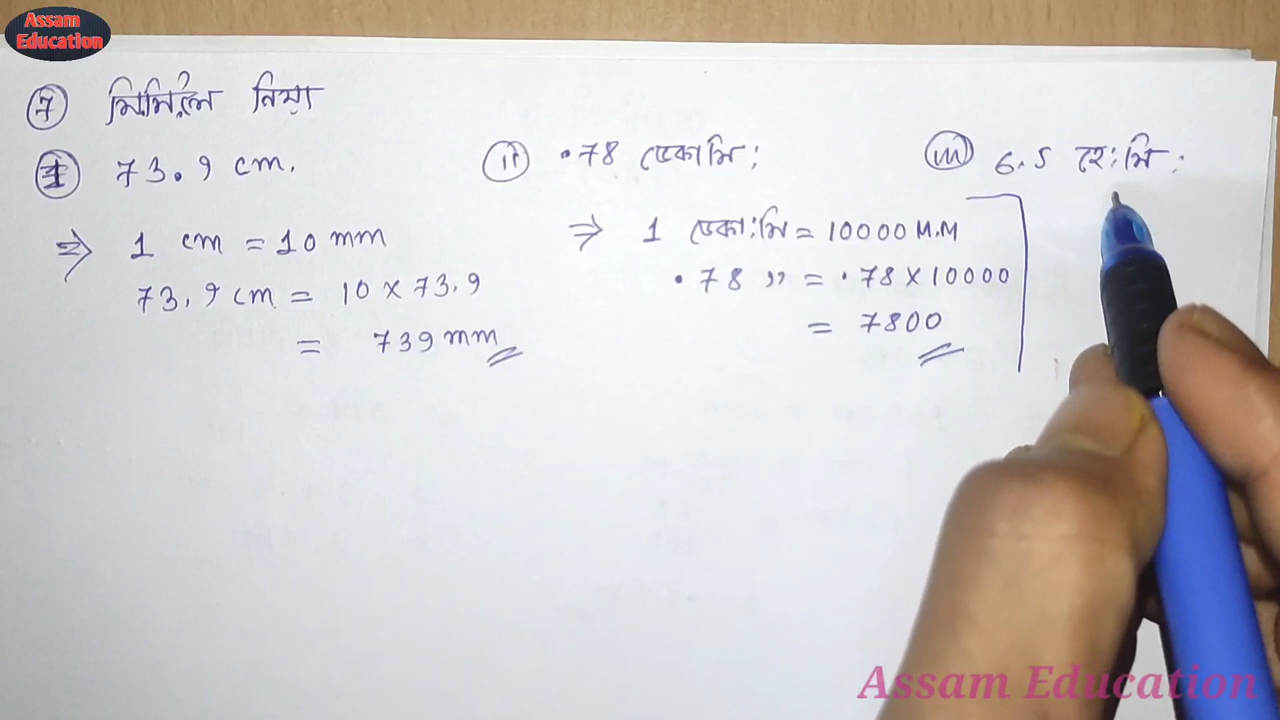 Assam
Education
7 মিমিলৈ নিয়া
i 73.9 cm.
⇒ 1 cm = 10 mm
73.9 cm = 10 × 73.9
= 739 mm
ii .78 ডেকামি:
⇒ 1 ডেকা:মি = 10000 M.M
.78 " = .78 × 10000
= 7800
iii 6.5 হে:মি:
Assam Education